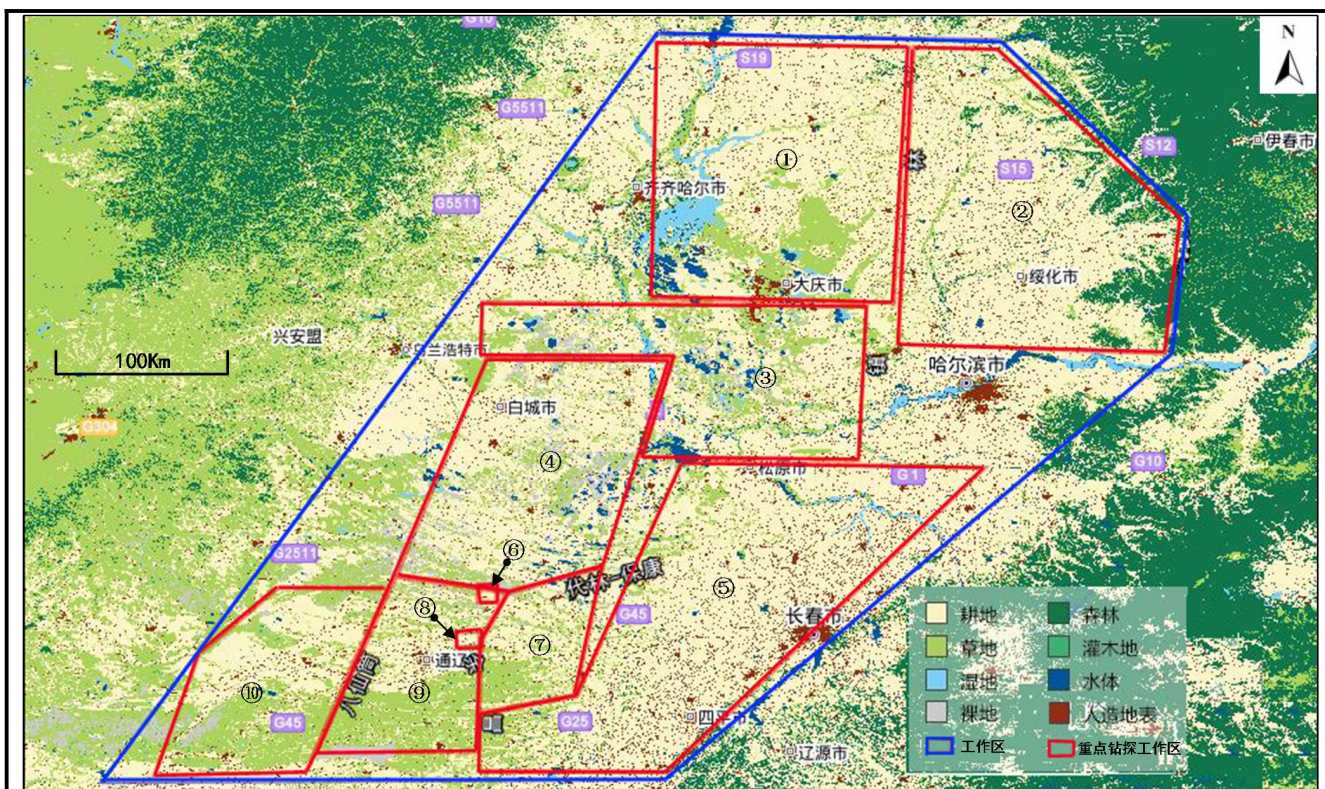 G10
N
S19
G5511
S12
伊春市
①
林
S15
齐齐哈尔市
G5511
②
绥化市
大庆市
兴安盟
乌兰浩特市
100Km
哈尔滨市
③
白城市
G304
④
松原市
G1
G10
G2511
⑥
代林-保康
⑤
G45
⑧
⑦
长春市
通辽
八仙筒
⑩
⑨
G45
G25
四平市
辽源市
耕地
森林
草地
灌木地
湿地
水体
裸地
人造地表
工作区
重点钻探工作区